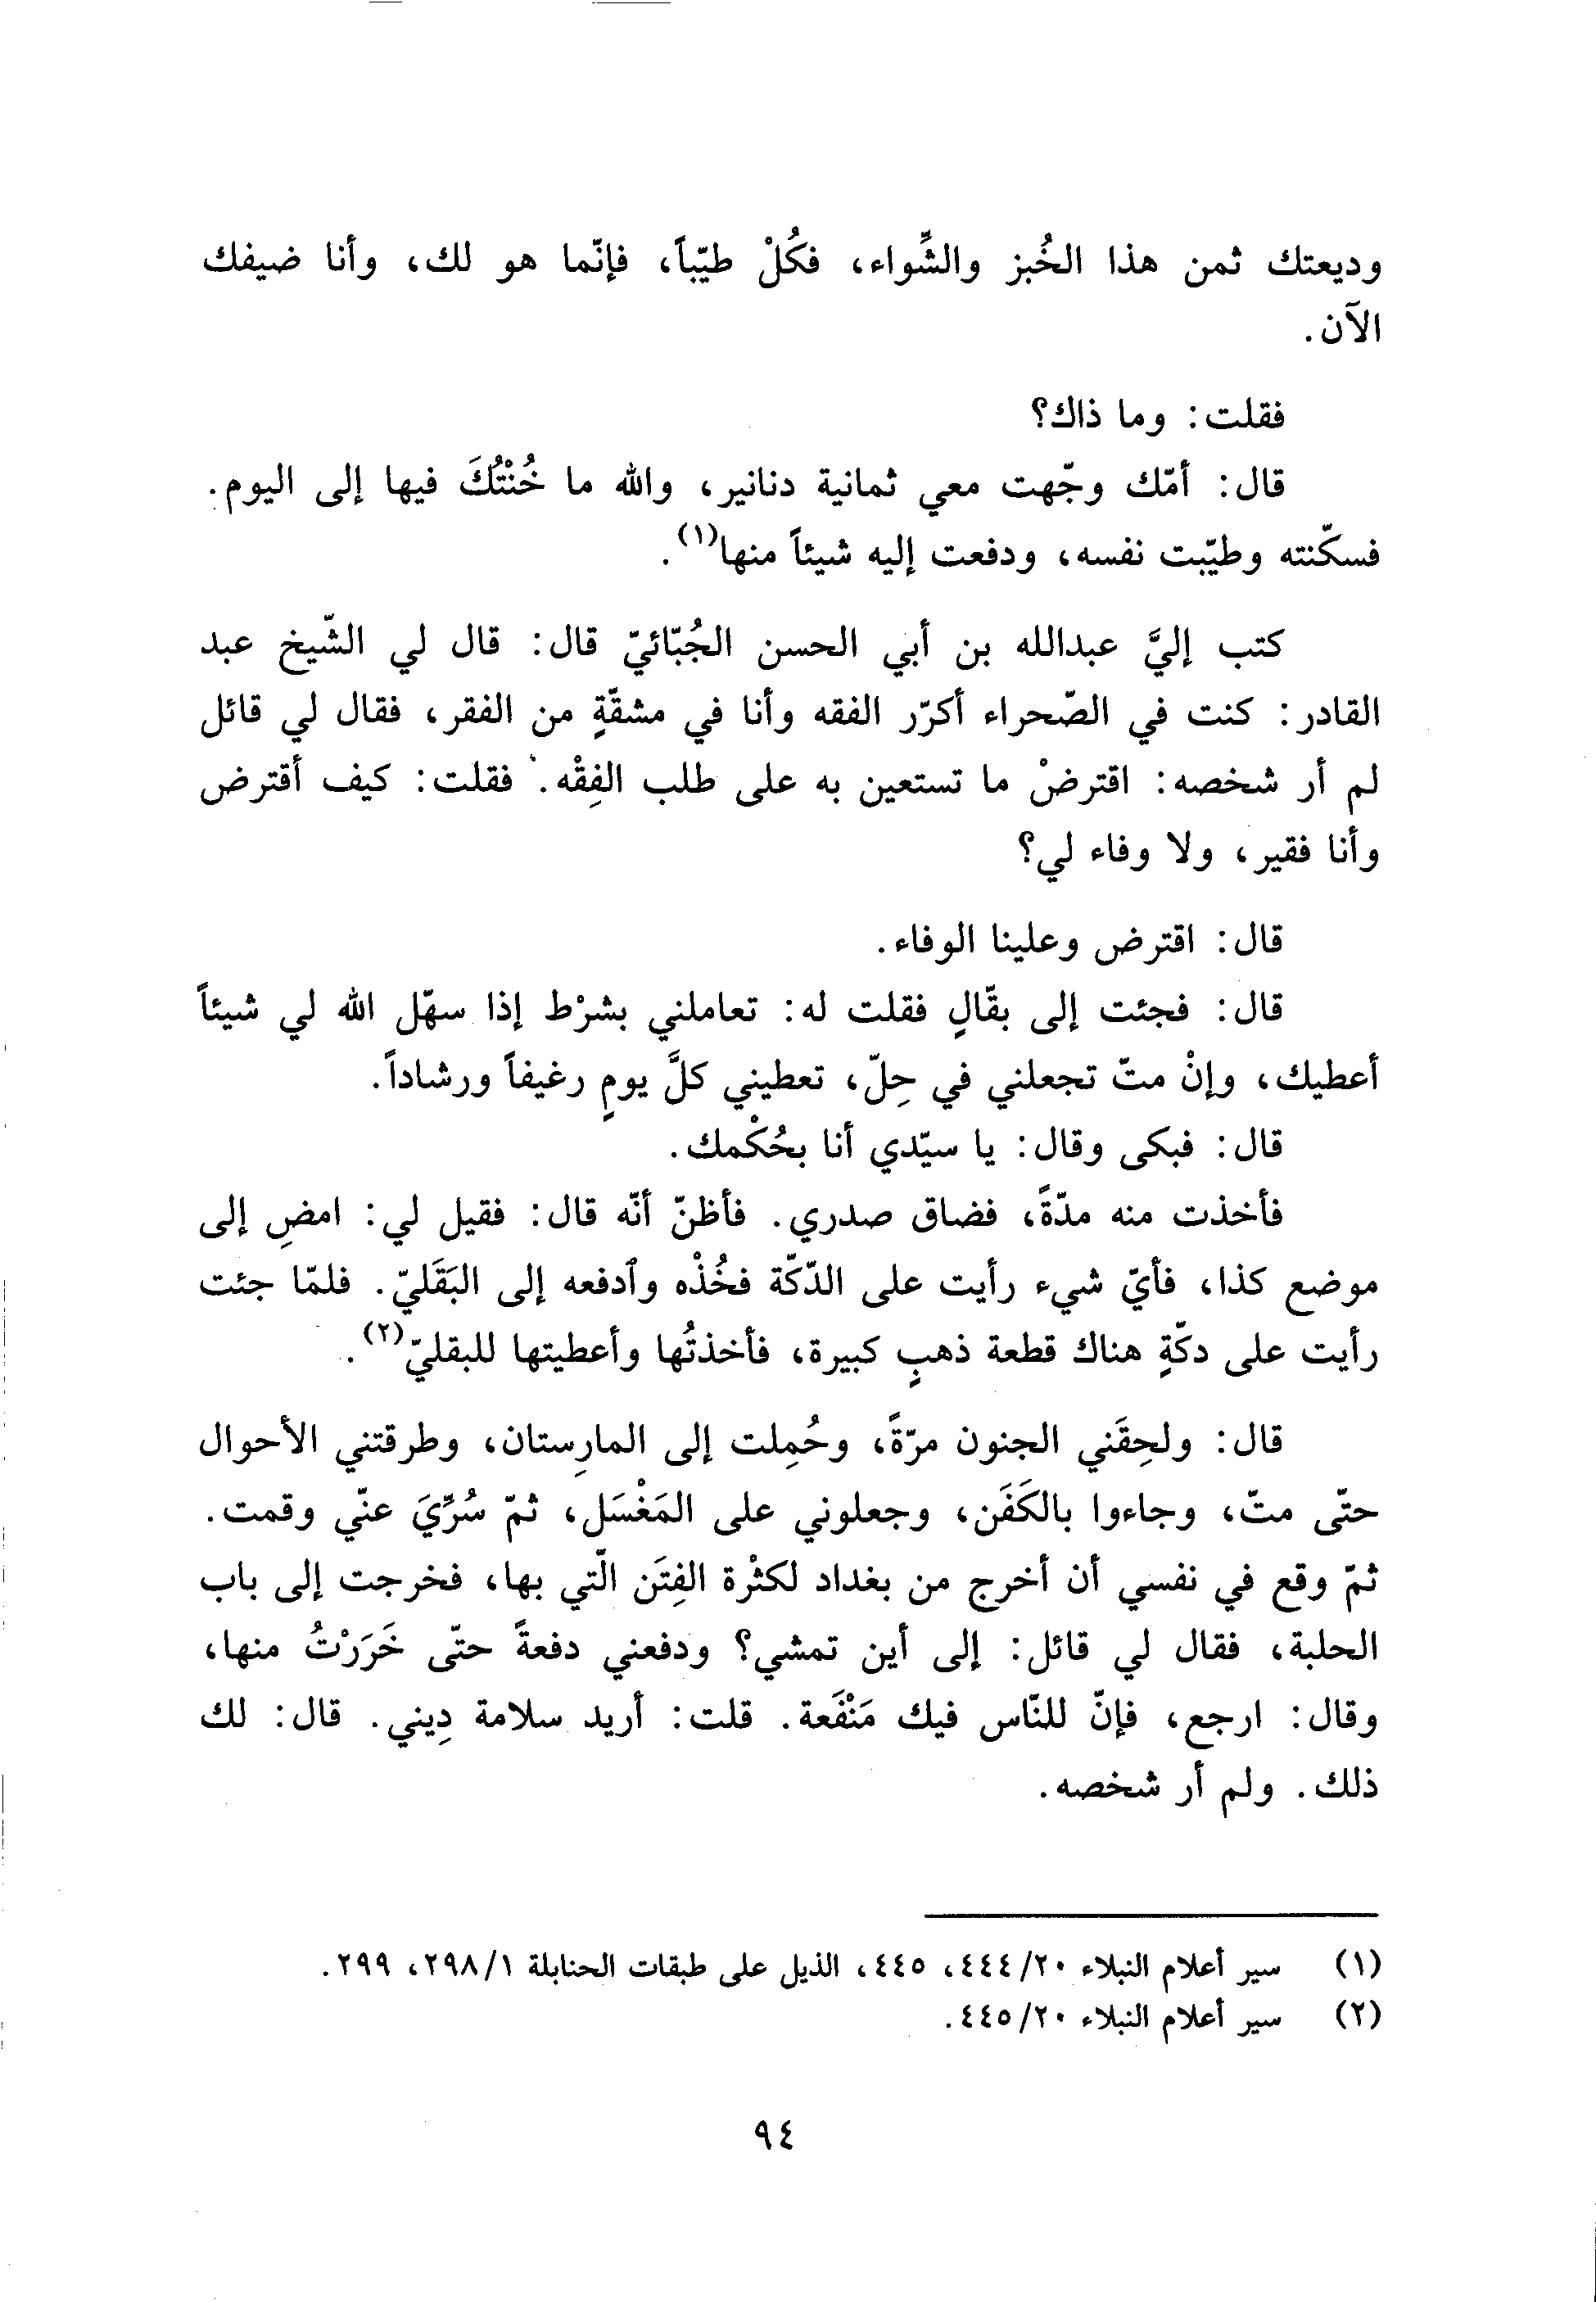 وديعتك ثمن هذا الخُبز والشِّواء، فكُلْ طيّباً، فإنّما هو لك، وأنا ضيفك
الآن.
فقلت: وما ذاك؟
قال: أمّك وجّهت معي ثمانية دنانير، والله ما خُنْتُكَ فيها إلى اليوم.
فسكّنته وطيّبت نفسه، ودفعت إليه شيئاً منها(١).
كتب إليَّ عبدالله بن أبي الحسن الجُبّائيّ قال: قال لي الشّيخ عبد
القادر: كنت في الصّحراء أكرّر الفقه وأنا في مشقّةٍ من الفقر، فقال لي قائل
لم أر شخصه: اقترضْ ما تستعين به على طلب الفِقْه. فقلت: كيف أقترض
وأنا فقير، ولا وفاء لي؟
قال: اقترض وعلينا الوفاء.
قال: فجئت إلى بقّالٍ فقلت له: تعاملني بشرْط إذا سهّل الله لي شيئاً
أعطيك، وإنْ متّ تجعلني في حِلّ، تعطيني كلَّ يومٍ رغيفاً ورشاداً.
قال: فبكى وقال: يا سيّدي أنا بحُكْمك.
فأخذت منه مدّةً، فضاق صدري. فأظنّ أنّه قال: فقيل لي: امضِ إلى
موضع كذا، فأيّ شيء رأيت على الدّكّة فخُذْه وٱدفعه إلى البَقَليّ. فلمّا جئت
رأيت على دكّةٍ هناك قطعة ذهبٍ كبيرة، فأخذتُها وأعطيتها للبقليّ(٢).
قال: ولحِقَني الجنون مرّةً، وحُمِلت إلى المارِستان، وطرقتني الأحوال
حتّى متّ، وجاءوا بالكَفَن، وجعلوني على المَغْسَل، ثمّ سُرِّيَ عنّي وقمت.
ثمّ وقع في نفسي أن أخرج من بغداد لكثْرة الفِتَن الّتي بها، فخرجت إلى باب
الحلبة، فقال لي قائل: إلى أين تمشي؟ ودفعني دفعةً حتّى خَرَرْتُ منها،
وقال: ارجع، فإنّ للنّاس فيك مَنْفَعة. قلت: أريد سلامة دِيني. قال: لك
ذلك. ولم أر شخصه.
(١) سير أعلام النبلاء ٤٤٤/٢٠، ٤٤٥، الذيل على طبقات الحنابلة ٢٩٨/١، ٢٩٩.
(٢) سير أعلام النبلاء ٤٤٥/٢٠.
٩٤